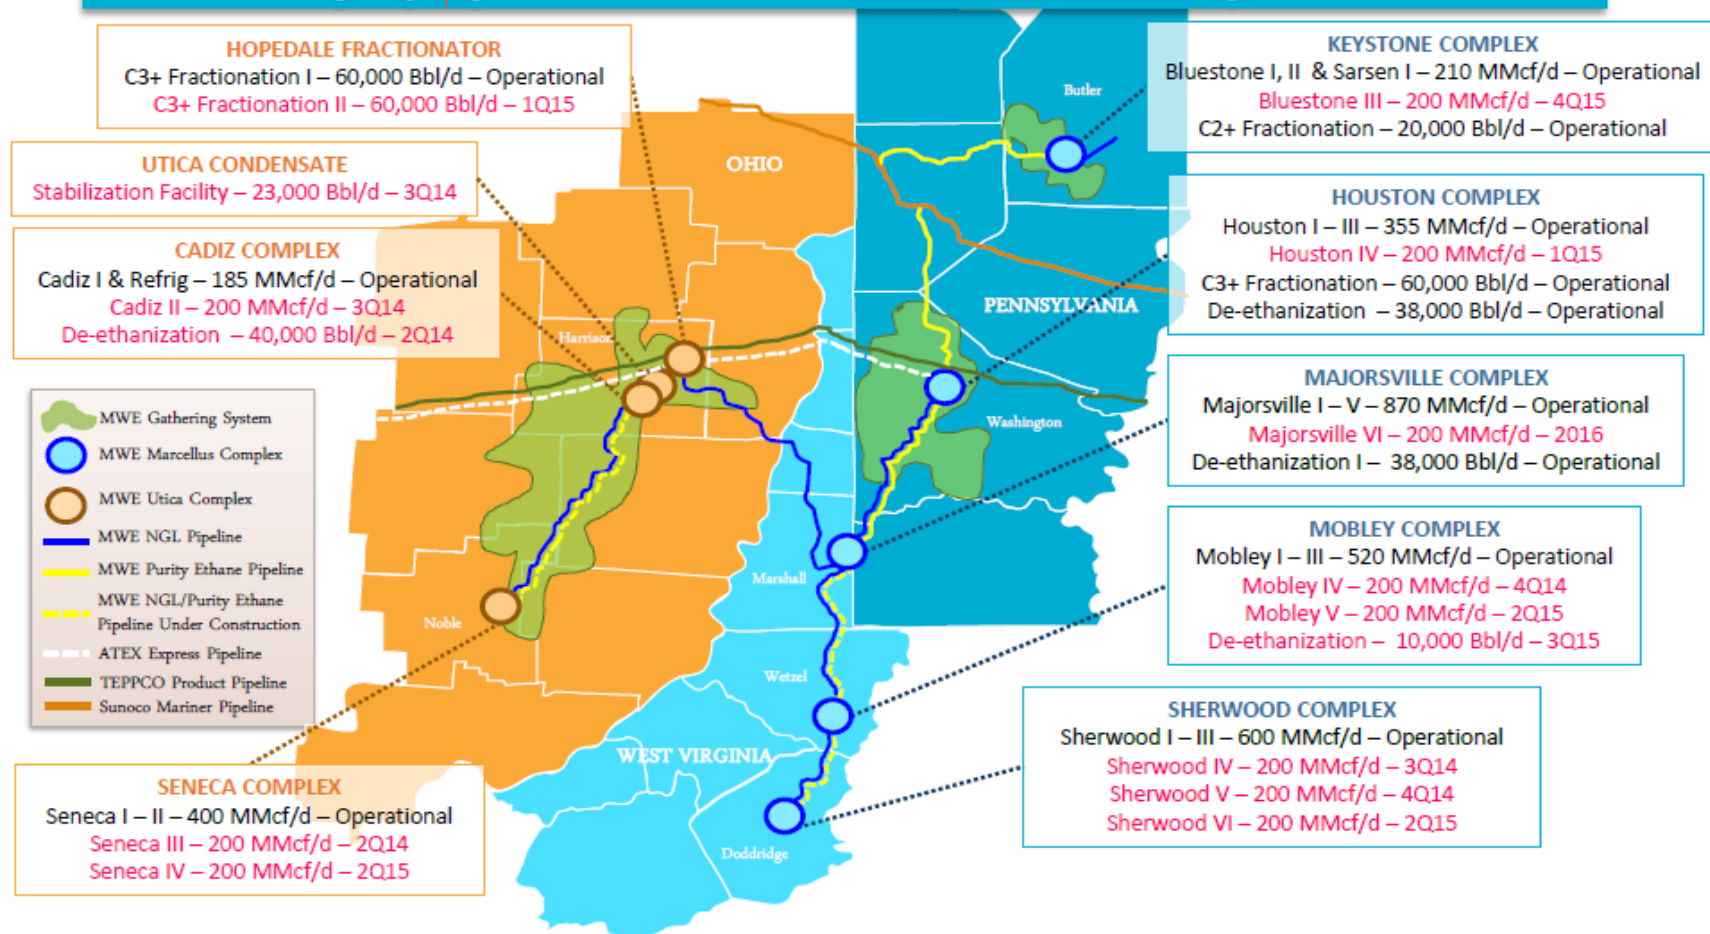 HOPEDALE FRACTIONATOR
C3+ Fractionation I – 60,000 Bbl/d – Operational
C3+ Fractionation II – 60,000 Bbl/d – 1Q15
UTICA CONDENSATE
Stabilization Facility – 23,000 Bbl/d – 3Q14
CADIZ COMPLEX
Cadiz I & Refrig – 185 MMcf/d – Operational
Cadiz II – 200 MMcf/d – 3Q14
De-ethanization – 40,000 Bbl/d – 2Q14
MWE Gathering System
MWE Marcellus Complex
MWE Utica Complex
MWE NGL Pipeline
MWE Purity Ethane Pipeline
MWE NGL/Purity Ethane
Pipeline Under Construction
ATEX Express Pipeline
TEPPCO Product Pipeline
Sunoco Mariner Pipeline
SENECA COMPLEX
Seneca I – II – 400 MMcf/d – Operational
Seneca III – 200 MMcf/d – 2Q14
Seneca IV – 200 MMcf/d – 2Q15
OHIO
Harrison
Noble
Butler
PENNSYLVANIA
Washington
Marshall
Wetzel
WEST VIRGINIA
Doddridge
KEYSTONE COMPLEX
Bluestone I, II & Sarsen I – 210 MMcf/d – Operational
Bluestone III – 200 MMcf/d – 4Q15
C2+ Fractionation – 20,000 Bbl/d – Operational
HOUSTON COMPLEX
Houston I – III – 355 MMcf/d – Operational
Houston IV – 200 MMcf/d – 1Q15
C3+ Fractionation – 60,000 Bbl/d – Operational
De-ethanization – 38,000 Bbl/d – Operational
MAJORSVILLE COMPLEX
Majorsville I – V – 870 MMcf/d – Operational
Majorsville VI – 200 MMcf/d – 2016
De-ethanization I – 38,000 Bbl/d – Operational
MOBLEY COMPLEX
Mobley I – III – 520 MMcf/d – Operational
Mobley IV – 200 MMcf/d – 4Q14
Mobley V – 200 MMcf/d – 2Q15
De-ethanization – 10,000 Bbl/d – 3Q15
SHERWOOD COMPLEX
Sherwood I – III – 600 MMcf/d – Operational
Sherwood IV – 200 MMcf/d – 3Q14
Sherwood V – 200 MMcf/d – 4Q14
Sherwood VI – 200 MMcf/d – 2Q15